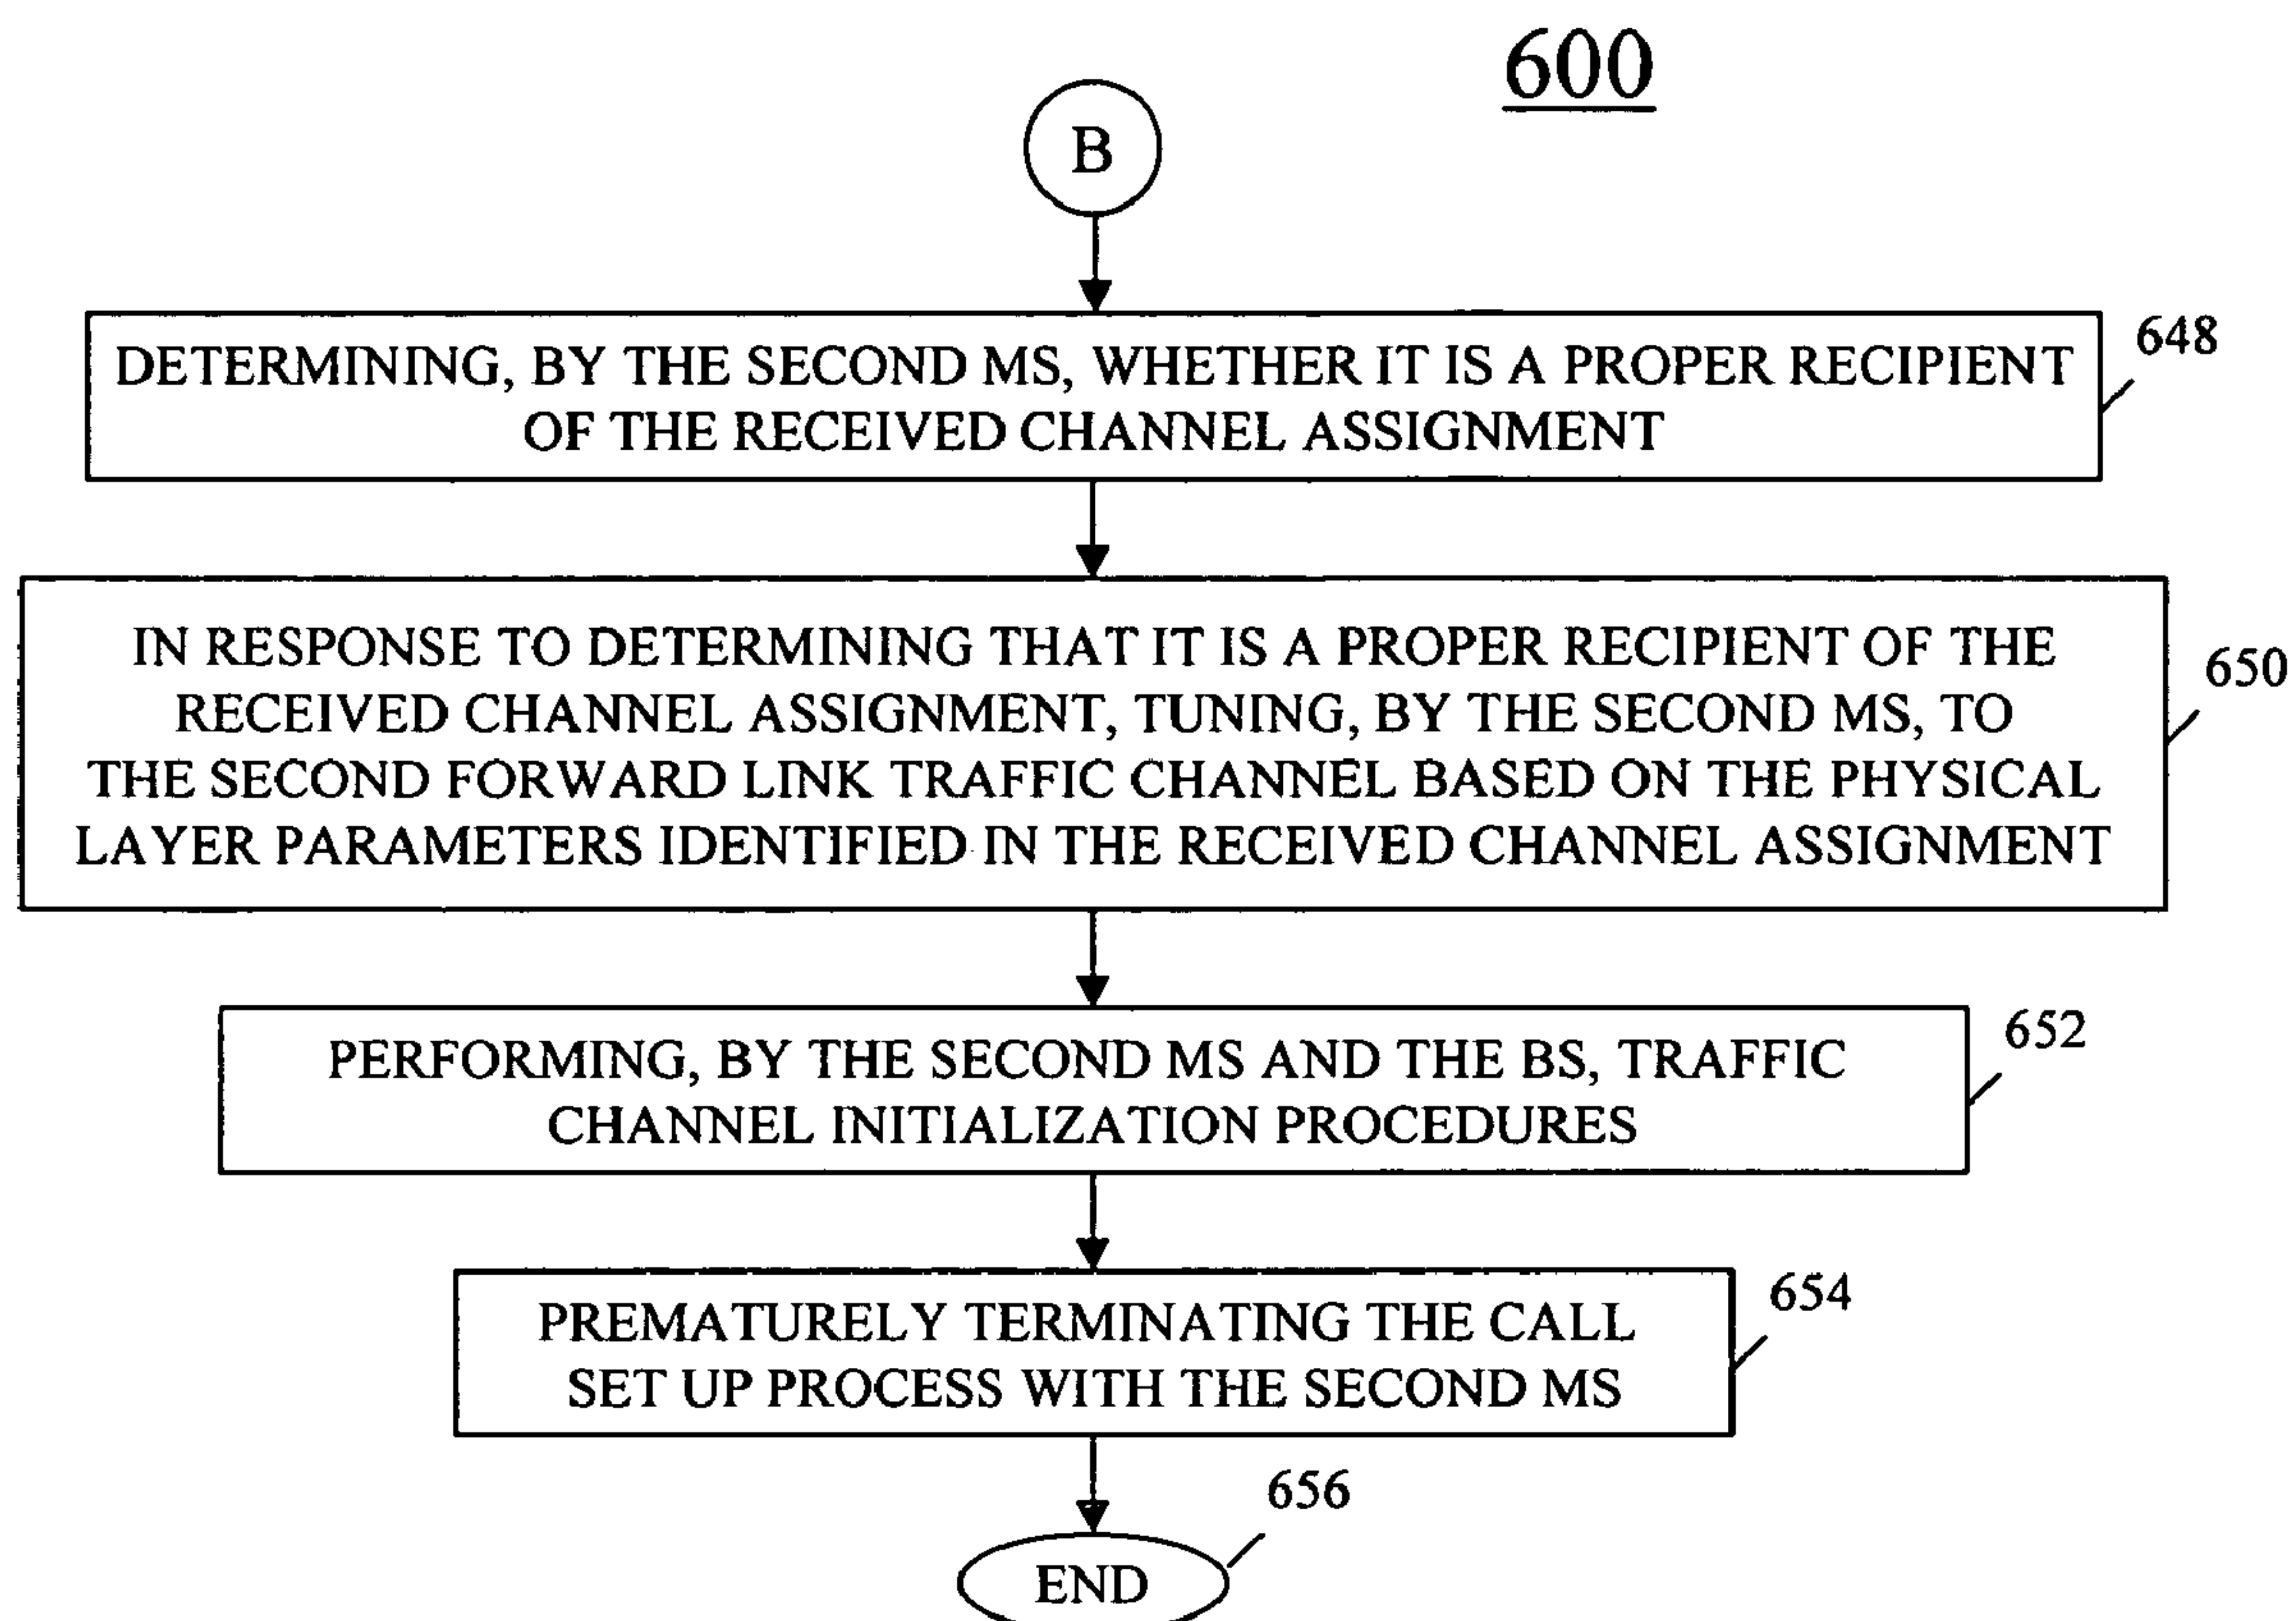 600
B
DETERMINING, BY THE SECOND MS, WHETHER IT IS A PROPER RECIPIENT
OF THE RECEIVED CHANNEL ASSIGNMENT
648
IN RESPONSE TO DETERMINING THAT IT IS A PROPER RECIPIENT OF THE
RECEIVED CHANNEL ASSIGNMENT, TUNING, BY THE SECOND MS, TO
THE SECOND FORWARD LINK TRAFFIC CHANNEL BASED ON THE PHYSICAL
LAYER PARAMETERS IDENTIFIED IN THE RECEIVED CHANNEL ASSIGNMENT
650
PERFORMING, BY THE SECOND MS AND THE BS, TRAFFIC
CHANNEL INITIALIZATION PROCEDURES
652
PREMATURELY TERMINATING THE CALL
SET UP PROCESS WITH THE SECOND MS
654
END
656